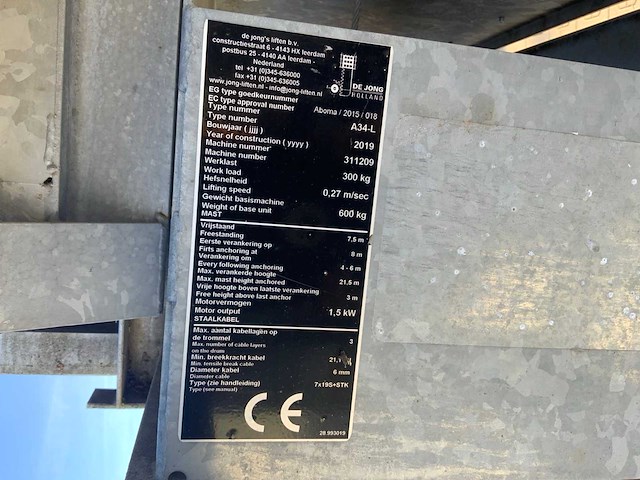 de jong's liften b.v.
constructiestraat 6 - 4143 HX leerdam
postbus 25 - 4140 AA leerdam -
Nederland
tel +31 (0)345-636000
fax +31 (0)345-636005
www.jong-liften.nl - info@jong-liften.nl
DE JONG
HOLLAND
EG type goedkeurnummer
EC type approval number Aboma / 2015 / 018
Type nummer
Type number A34-L
Bouwjaar ( jjjj )
Year of construction ( yyyy ) 2019
Machine nummer
Machine number 311209
Werklast
Work load 300 kg
Hefsnelheid
Lifting speed 0,27 m/sec
Gewicht basismachine
Weight of base unit 600 kg
MAST
Vrijstaand
Freestanding 7,5 m
Eerste verankering op
Firts anchoring at 8 m
Verankering om
Every following anchoring 4 - 6 m
Max. verankerde hoogte
Max. mast height anchored 21,5 m
Vrije hoogte boven laatste verankering
Free height above last anchor 3 m
Motorvermogen
Motor output 1,5 kW
STAALKABEL
Max. aantal kabellagen op
de trommel 3
Max. number of cable layers
on the drum
Min. breekkracht kabel
Min. tensile break cable
Diameter kabel 6 mm
Diameter cable
Type (zie handleiding) 7x19S+STK
Type (see manual)
CE
28 993019